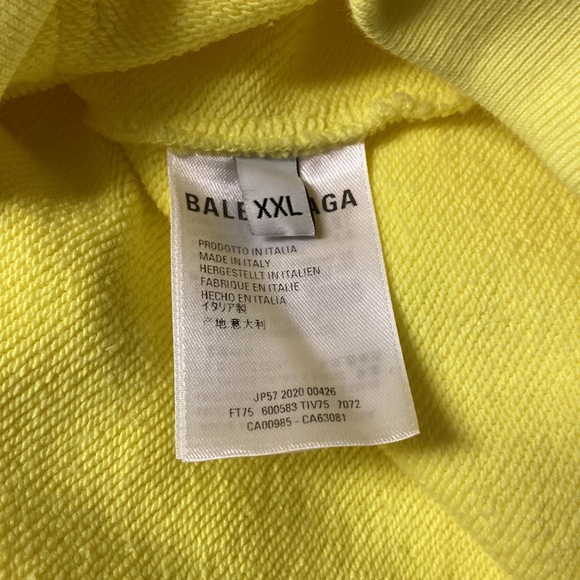 BALE XXL AGA
PRODOTTO IN ITALIA
MADE IN ITALY
HERGESTELLT IN ITALIEN
FABRIQUE EN ITALIE
HECHO EN ITALIA
イタリア製
产地:意大利
JP57 2020 00426
FT75 600583 TIV75 7072
CA00985 - CA63081